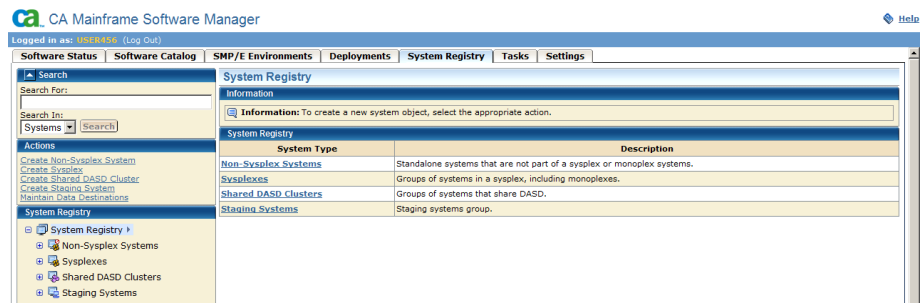 ca CA Mainframe Software Manager
Help
Logged in as: USER456 (Log Out)
Software Status Software Catalog SMP/E Environments Deployments System Registry Tasks Settings
Search
Search For:
Search In:
Systems Search
Actions
Create Non-Sysplex System
Create Sysplex
Create Shared DASD Cluster
Create Staging System
Maintain Data Destinations
System Registry
System Registry
Non-Sysplex Systems
Sysplexes
Shared DASD Clusters
Staging Systems
System Registry
Information
Information: To create a new system object, select the appropriate action.
System Registry
System Type Description
Non-Sysplex Systems Standalone systems that are not part of a sysplex or monoplex systems.
Sysplexes Groups of systems in a sysplex, including monoplexes.
Shared DASD Clusters Groups of systems that share DASD.
Staging Systems Staging systems group.